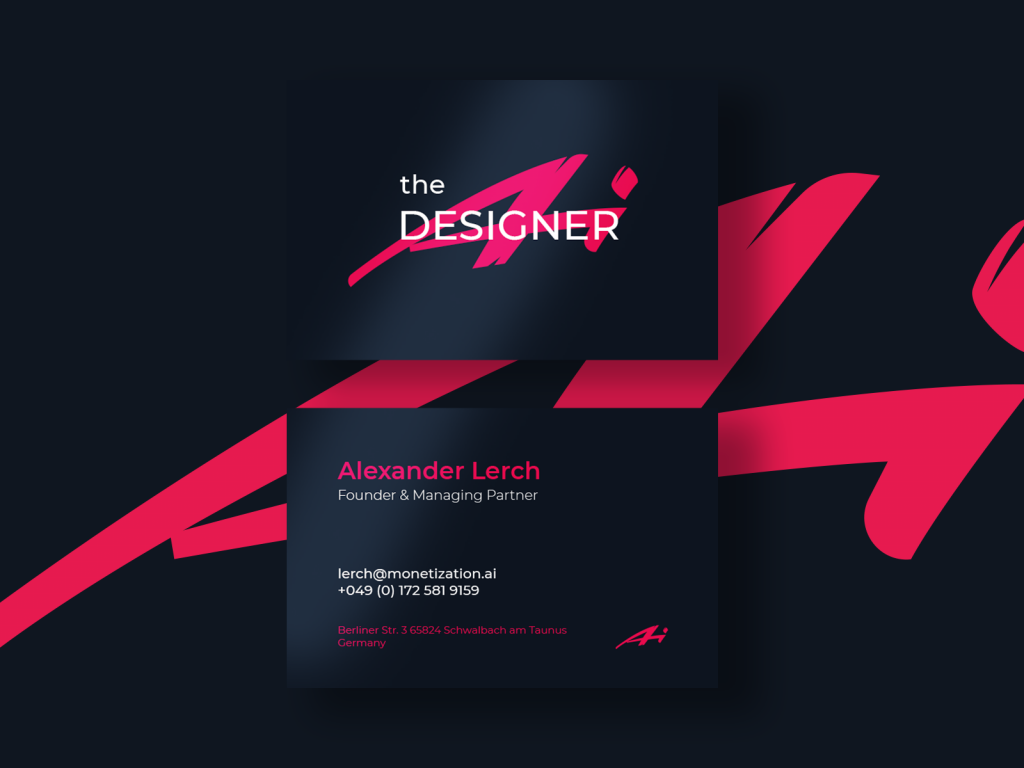 the
DESIGNER
Alexander Lerch
Founder & Managing Partner
lerch@monetization.ai
+049 (0) 172 581 9159
Berliner Str. 3 65824 Schwalbach am Taunus
Germany
Ai